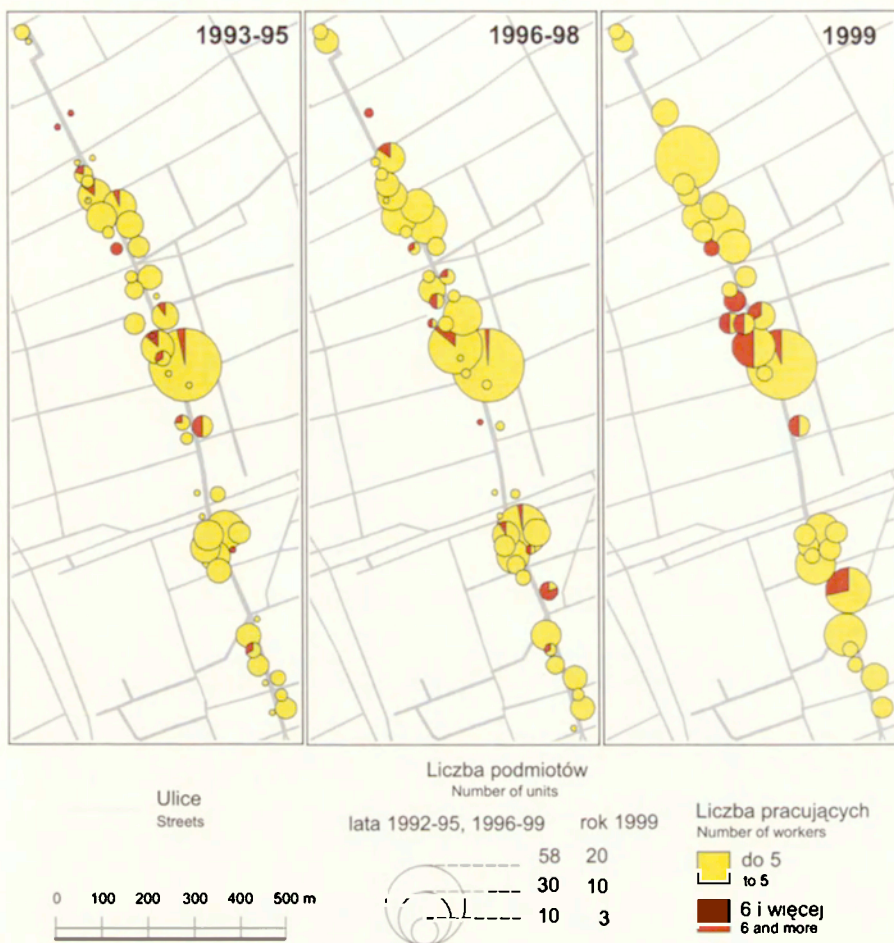 1993-95
1996-98
1999
Ulice
Streets
0 100 200 300 400 500 m
Liczba podmiotów
Number of units
lata 1992-95, 1996-99 rok 1999
58 20
30 10
10 3
Liczba pracujących
Number of workers
do 5
to 5
6 i więcej
6 and more